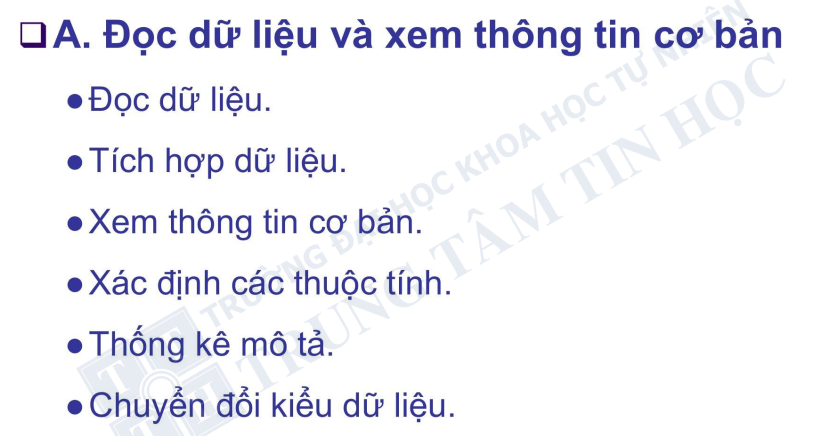 A. Đọc dữ liệu và xem thông tin cơ bản
Đọc dữ liệu.
Tích hợp dữ liệu.
Xem thông tin cơ bản.
Xác định các thuộc tính.
Thống kê mô tả.
Chuyển đổi kiểu dữ liệu.
TRƯỜNG ĐẠI HỌC KHOA HỌC TỰ NHIÊN
TRUNG TÂM TIN HỌC